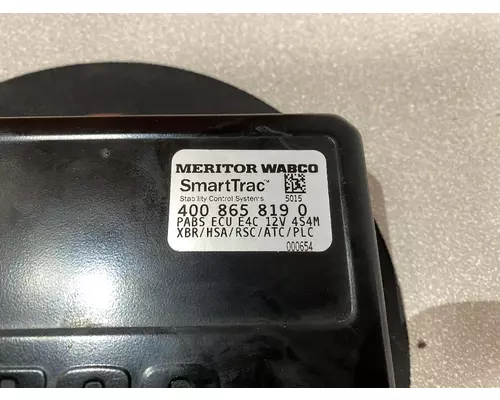 MERITOR WABCO
SmartTrac™
Stability Control Systems 5015
400 865 819 0
PABS ECU E4C 12V 4S4M
XBR/HSA/RSC/ATC/PLC
000654